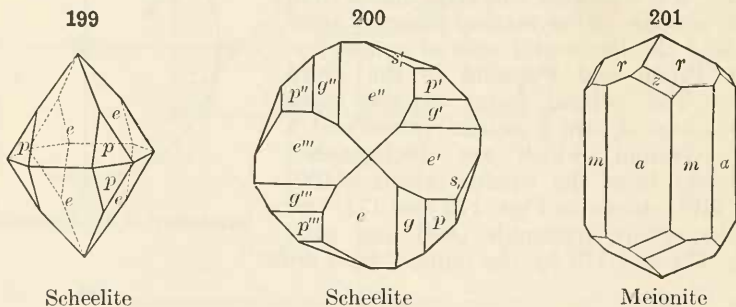 199 200 201
e
e
p p
p
e e
s,' p' g' e'' g'' p''
e''' e'
g''' p''' e g p s,
r r
z
m a m a
Scheelite Scheelite Meionite